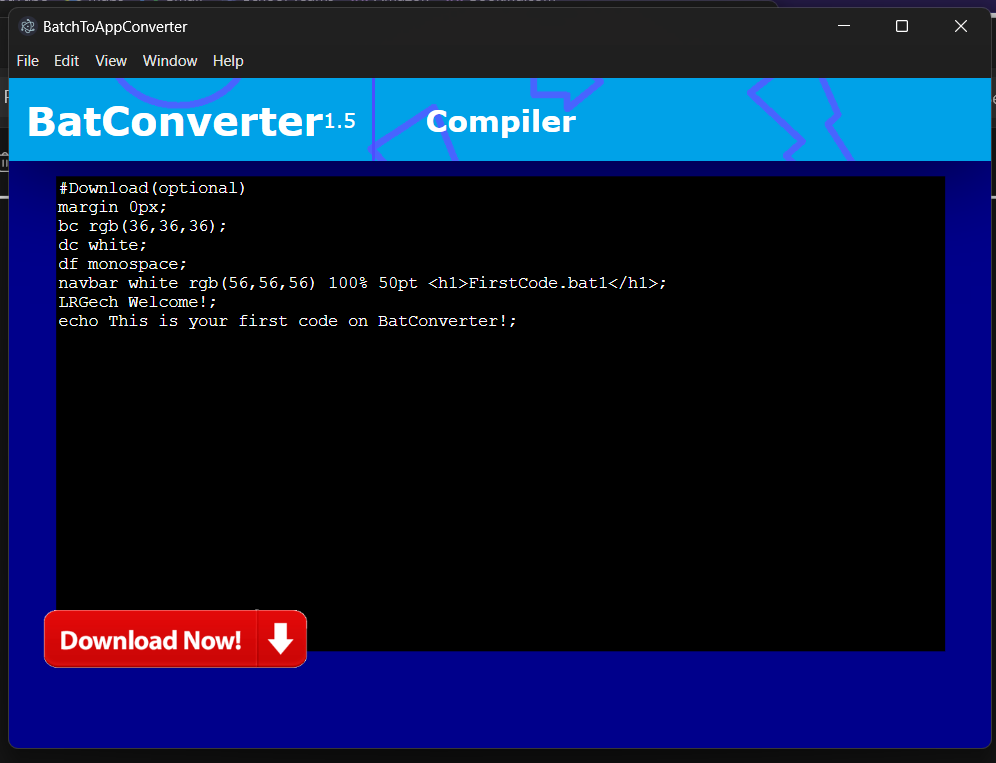 BatchToAppConverter
File Edit View Window Help
BatConverter1.5 Compiler
#Download(optional)
margin 0px;
bc rgb(36,36,36);
dc white;
df monospace;
navbar white rgb(56,56,56) 100% 50pt <h1>FirstCode.bat1</h1>;
LRGech Welcome!;
echo This is your first code on BatConverter!;
Download Now!